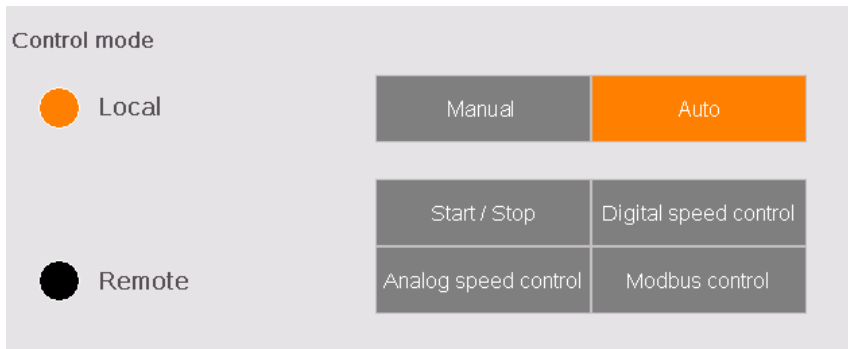 Control mode
Local
Manual
Auto
Start / Stop
Digital speed control
Remote
Analog speed control
Modbus control